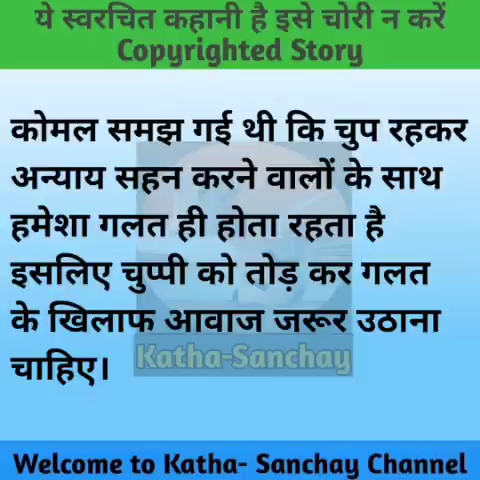 ये स्वरचित कहानी है इसे चोरी न करें
Copyrighted Story
कोमल समझ गई थी कि चुप रहकर
अन्याय सहन करने वालों के साथ
हमेशा गलत ही होता रहता है
इसलिए चुप्पी को तोड़ कर गलत
के खिलाफ आवाज जरूर उठाना
चाहिए।
Katha-Sanchay
Welcome to Katha- Sanchay Channel